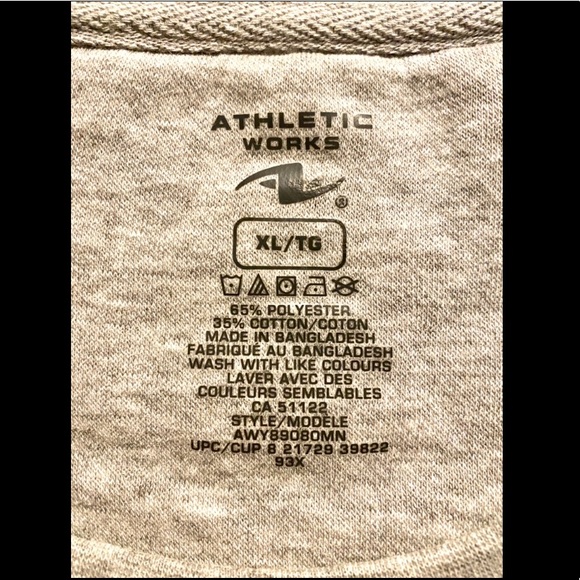 ATHLETIC
WORKS
®
XL/TG
65% POLYESTER
35% COTTON/COTON
MADE IN BANGLADESH
FABRIQUÉ AU BANGLADESH
WASH WITH LIKE COLOURS
LAVER AVEC DES
COULEURS SEMBLABLES
CA 51122
STYLE/MODÈLE
AWY89080MN
UPC/CUP 8 21729 39822
93X